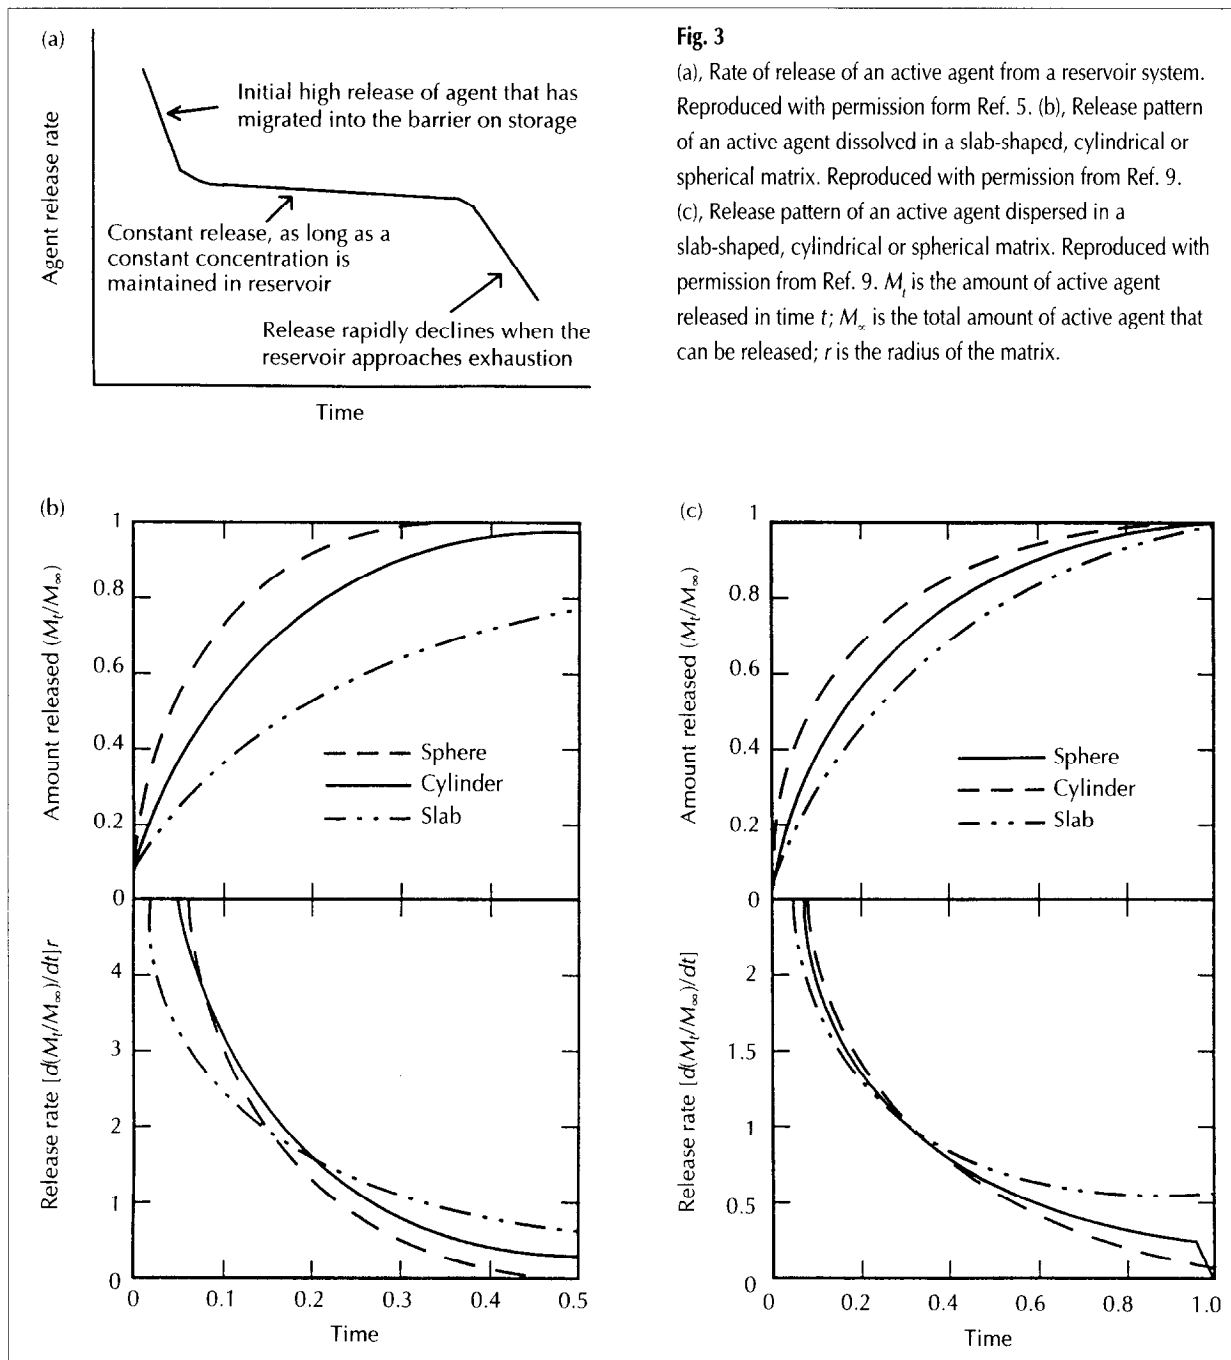 (a)
Agent release rate
Initial high release of agent that has
migrated into the barrier on storage
Constant release, as long as a
constant concentration is
maintained in reservoir
Release rapidly declines when the
reservoir approaches exhaustion
Time
Fig. 3
(a), Rate of release of an active agent from a reservoir system.
Reproduced with permission form Ref. 5. (b), Release pattern
of an active agent dissolved in a slab-shaped, cylindrical or
spherical matrix. Reproduced with permission from Ref. 9.
(c), Release pattern of an active agent dispersed in a
slab-shaped, cylindrical or spherical matrix. Reproduced with
permission from Ref. 9. Mt is the amount of active agent
released in time t; M∞ is the total amount of active agent that
can be released; r is the radius of the matrix.
(b)
Amount released (Mt/M∞)
1
0.8
0.6
0.4
0.2
0
Sphere
Cylinder
Slab
Release rate [d(Mt/M∞)/dt]r
4
3
2
1
0
0 0.1 0.2 0.3 0.4 0.5
Time
(c)
Amount released (Mt/M∞)
1
0.8
0.6
0.4
0.2
0
Sphere
Cylinder
Slab
Release rate [d(Mt/M∞)/dt]
2
1.5
1
0.5
0
0 0.2 0.4 0.6 0.8 1.0
Time